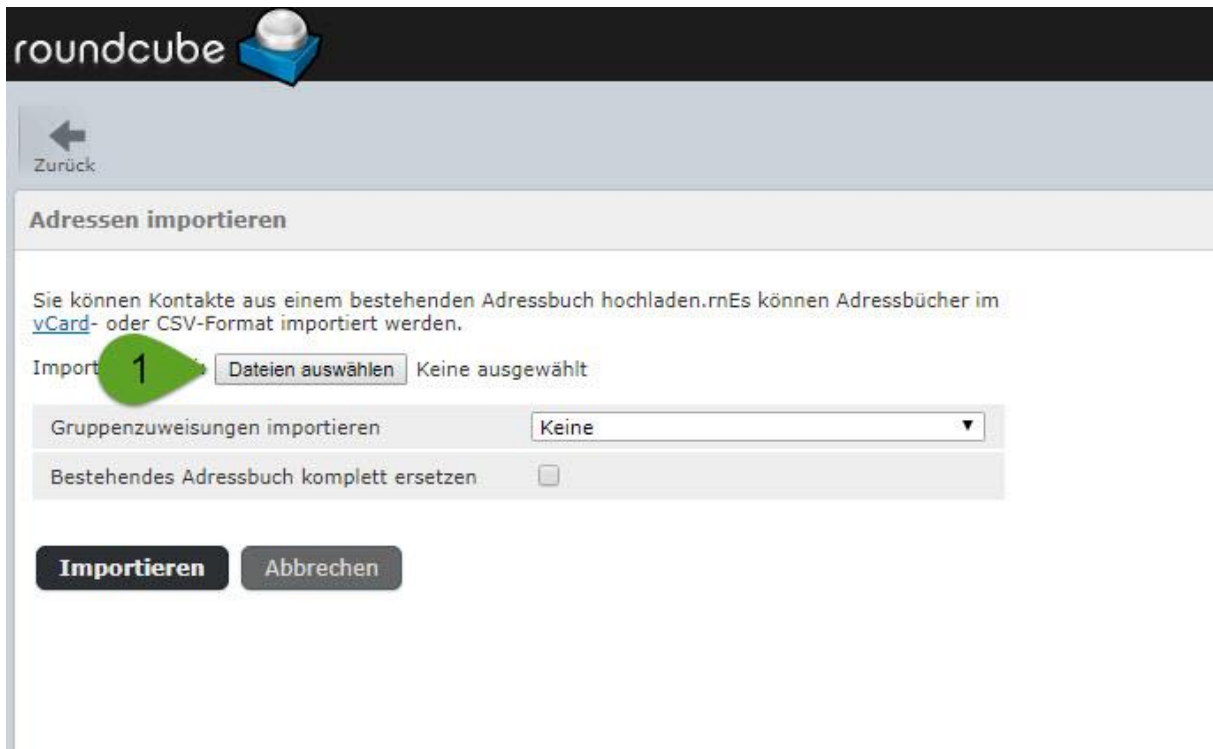 roundcube
Zurück
Adressen importieren
Sie können Kontakte aus einem bestehenden Adressbuch hochladen.rnEs können Adressbücher im
vCard- oder CSV-Format importiert werden.
Import 1 Dateien auswählen Keine ausgewählt
Gruppenzuweisungen importieren Keine
Bestehendes Adressbuch komplett ersetzen
Importieren Abbrechen